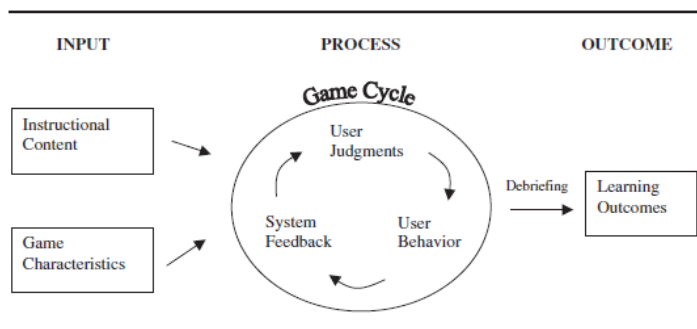 INPUT
PROCESS
OUTCOME
Game Cycle
Instructional
Content
User
Judgments
Debriefing
Learning
Outcomes
System
Feedback
User
Behavior
Game
Characteristics